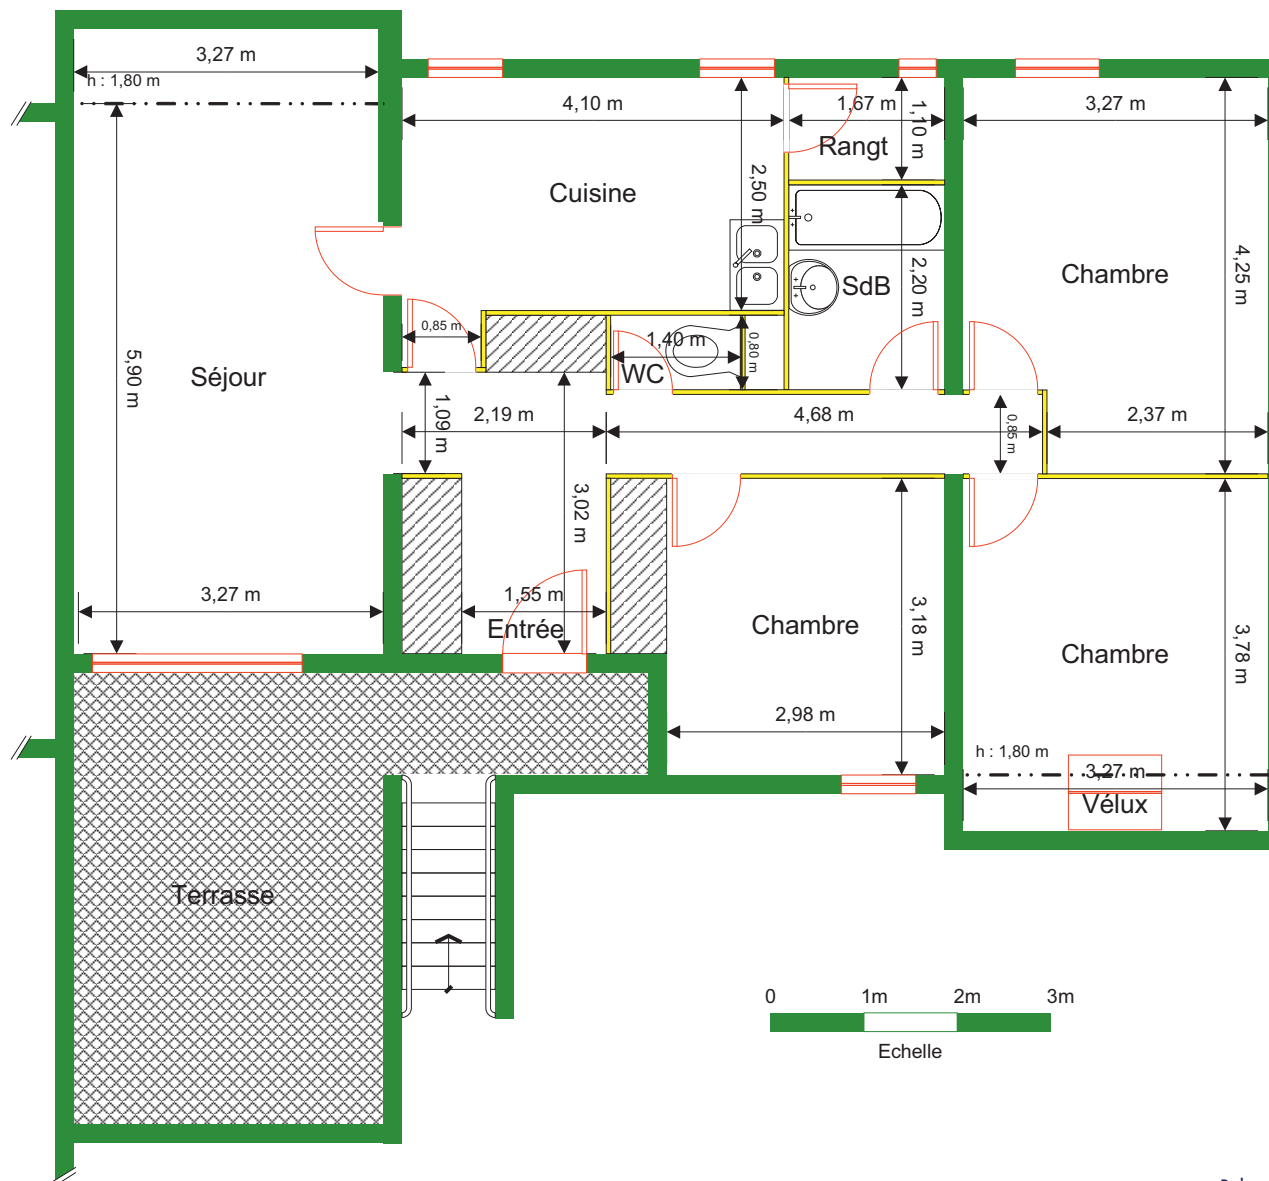 3,27 m
h : 1,80 m
4,10 m
1,67 m
1,10 m
3,27 m
Rangt
2,50 m
Cuisine
4,25 m
Chambre
2,20 m
SdB
0,85 m
1,40 m
0,80 m
WC
5,90 m
Séjour
1,09 m
2,19 m
4,68 m
0,85 m
2,37 m
3,02 m
3,27 m
1,55 m
Entrée
Chambre
3,18 m
Chambre
3,78 m
2,98 m
h : 1,80 m
3,27 m
Vélux
Terrasse
0 1m 2m 3m
Echelle